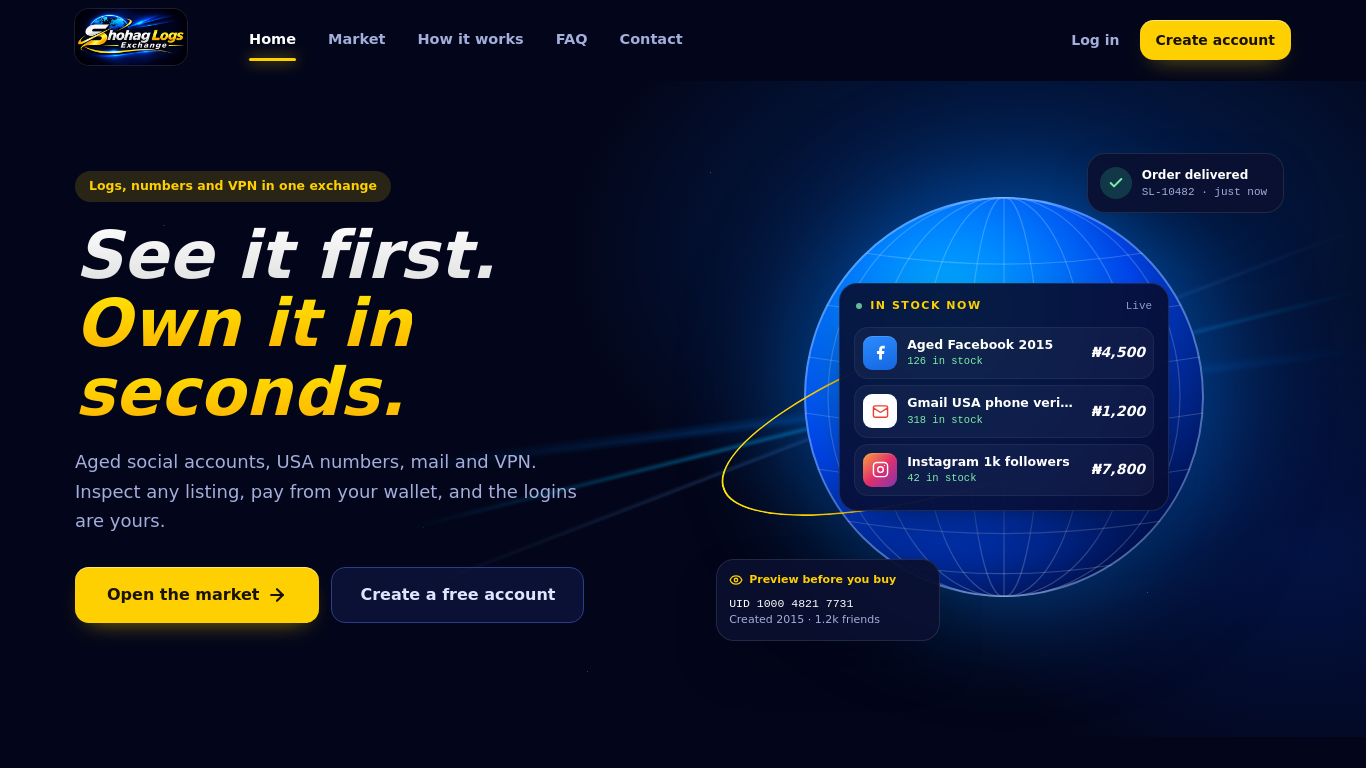 Shohag Logs
Exchange
Home
Market
How it works
FAQ
Contact
Log in
Create account
Logs, numbers and VPN in one exchange
See it first.
Own it in
seconds.
Aged social accounts, USA numbers, mail and VPN.
Inspect any listing, pay from your wallet, and the logins
are yours.
Open the market →
Create a free account
Order delivered
SL-10482 · just now
IN STOCK NOW
Live
Aged Facebook 2015
126 in stock
₦4,500
Gmail USA phone veri…
318 in stock
₦1,200
Instagram 1k followers
42 in stock
₦7,800
Preview before you buy
UID 1000 4821 7731
Created 2015 · 1.2k friends